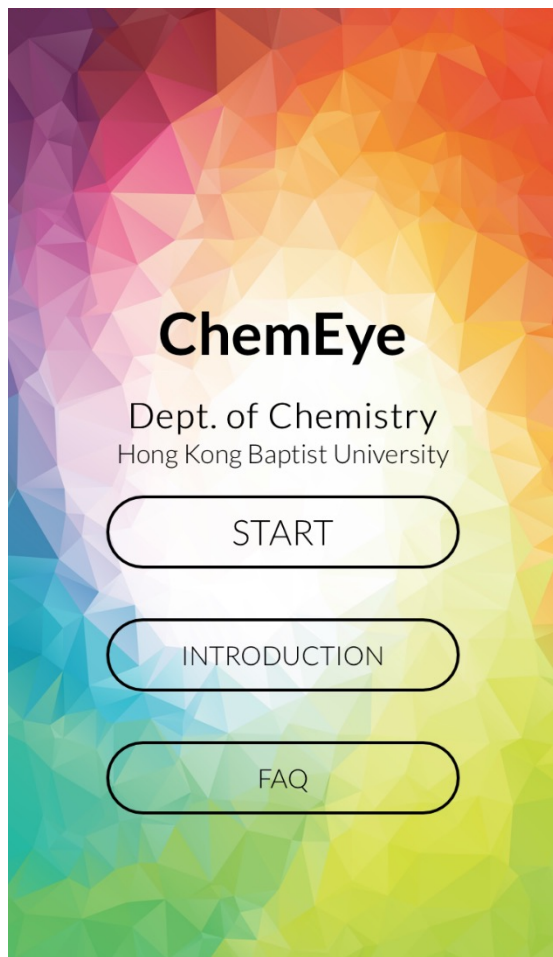 ChemEye
Dept. of Chemistry
Hong Kong Baptist University
START
INTRODUCTION
FAQ